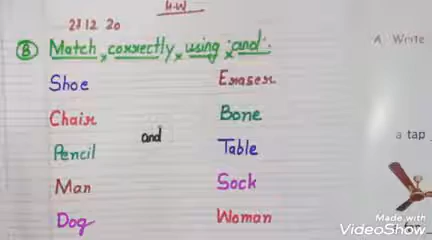 H.W
23.12 20
B Match correctly using 'and'.
Shoe Eraser
Chair Bone
and
Pencil Table
Man Sock
Dog Woman
A Write
a tap
Made With
VideoShow